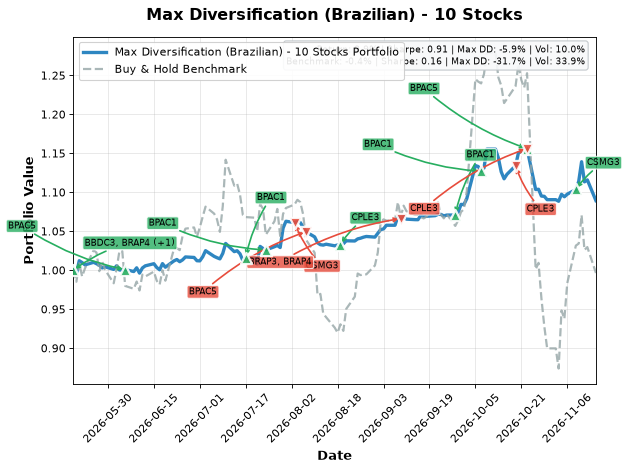 Max Diversification (Brazilian) - 10 Stocks
Max Diversification (Brazilian) - 10 Stocks Portfolio
Buy & Hold Benchmark
0.91 | Max DD: -5.9% | Vol: 10.0%
Benchmark: -0.4% | Sharpe: 0.16 | Max DD: -31.7% | Vol: 33.9%
1.25
1.20
1.15
1.10
1.05
1.00
0.95
0.90
Portfolio Value
BPAC5
BPAC1
BPAC1
CSMG3
BPAC1
CPLE3
CPLE3
BPAC1
CPLE3
BPAC5
BBDC3, BRAP4 (+1)
BRAP3, BRAP4
BPAC5
2026-05-30
2026-06-15
2026-07-01
2026-07-17
2026-08-02
2026-08-18
2026-09-03
2026-09-19
2026-10-05
2026-10-21
2026-11-06
Date